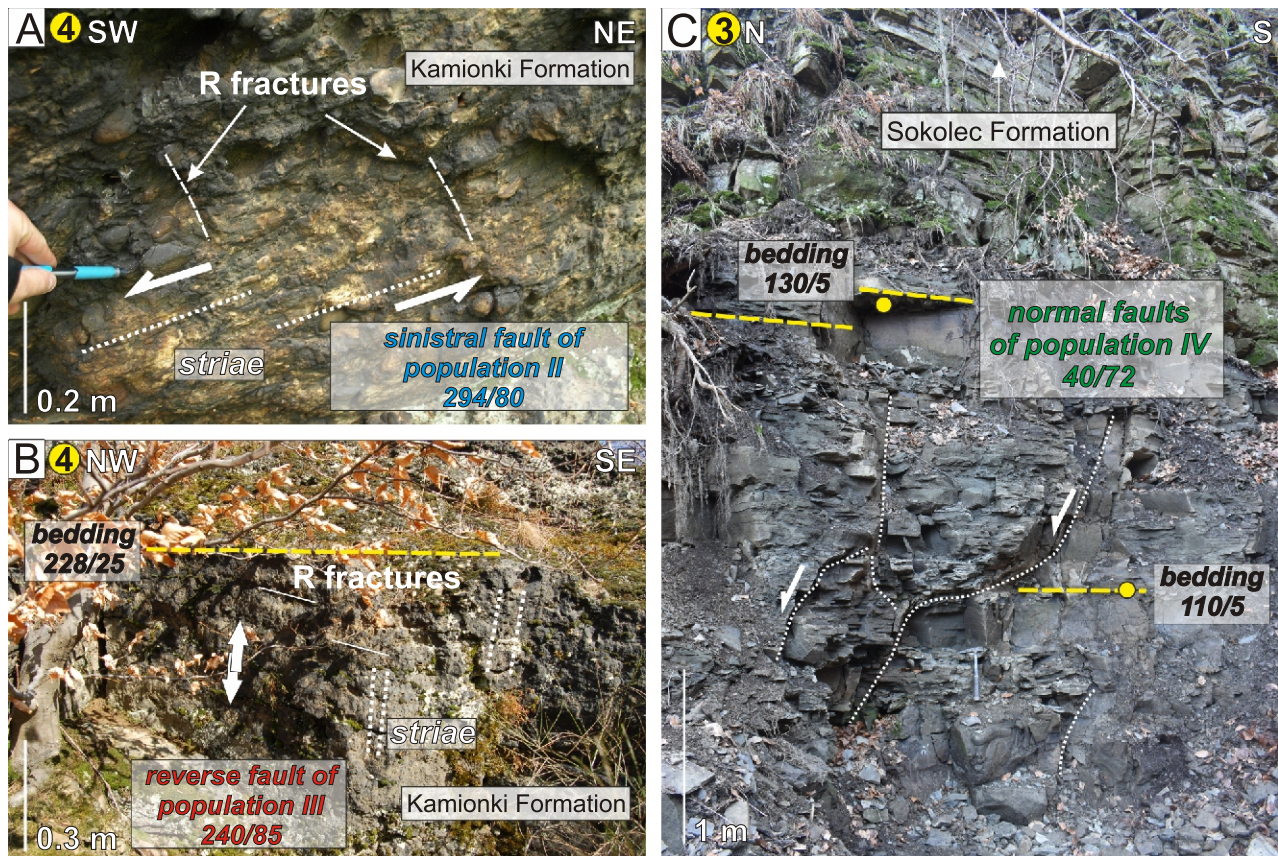 A 4 SW
NE
Kamionki Formation
R fractures
striae
sinistral fault of
population II
294/80
0.2 m
B 4 NW
SE
bedding
228/25
R fractures
striae
reverse fault of
population III
240/85
Kamionki Formation
0.3 m
C 3 N
S
Sokolec Formation
bedding
130/5
normal faults
of population IV
40/72
bedding
110/5
1 m